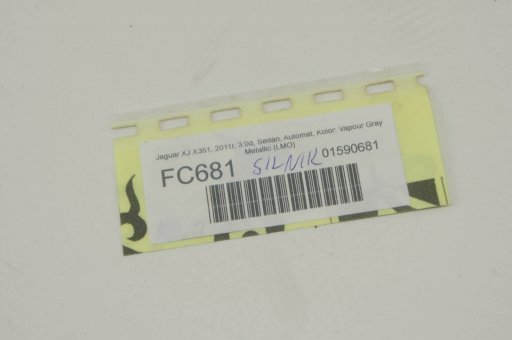 Jaguar XJ X351, 2011r, 3.0d, Sedan, Automat, Kolor: Vapour Gray
Metallic (LMO)
FC681 SILNIK 01590681